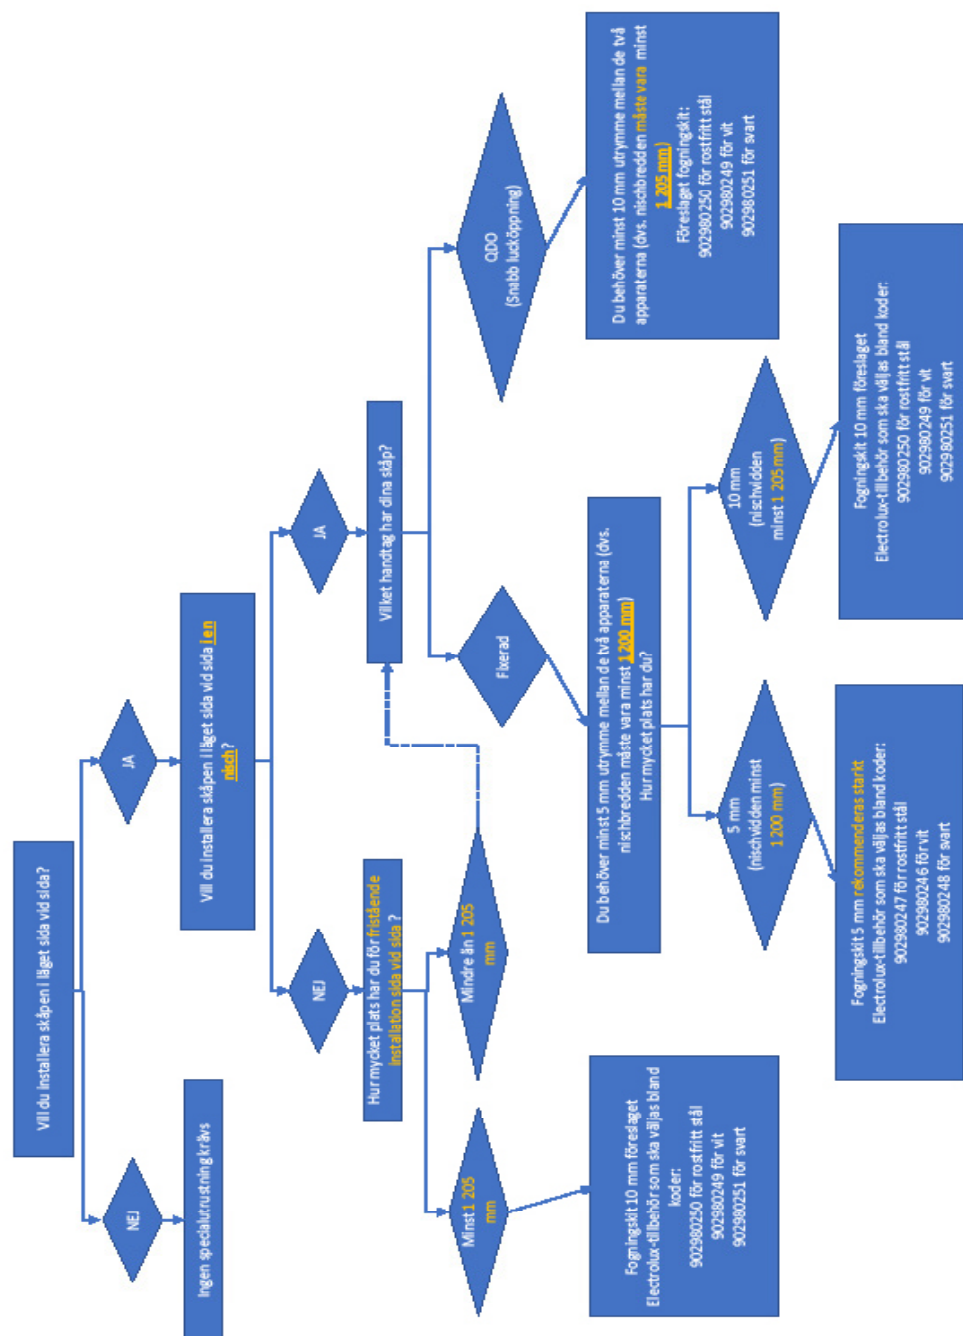 Vill du installera skåpen i läget sida vid sida?
NEJ
JA
Ingen specialutrustning krävs
Vill du installera skåpen i läget sida vid sida i en
nisch?
NEJ
JA
Hur mycket plats har du för fristående
installation sida vid sida ?
Vilket handtag har dina skåp?
Minst 1 205
mm
Mindre än 1 205
mm
Fixerad
QDO
(Snabb lucköppning)
Fogningskit 10 mm föreslaget
Electrolux-tillbehör som ska väljas bland
koder:
902980250 för rostfritt stål
902980249 för vit
902980251 för svart
Du behöver minst 5 mm utrymme mellan de två apparaterna (dvs.
nischbredden måste vara minst 1 200 mm)
Hur mycket plats har du?
Du behöver minst 10 mm utrymme mellan de två
apparaterna (dvs. nischbredden måste vara minst
1 205 mm)
Föreslaget fogningskit:
902980250 för rostfritt stål
902980249 för vit
902980251 för svart
5 mm
(nischvidden minst
1 200 mm)
10 mm
(nischvidden
minst 1 205 mm)
Fogningskit 5 mm rekommenderas starkt
Electrolux-tillbehör som ska väljas bland koder:
902980247 för rostfritt stål
902980246 för vit
902980248 för svart
Fogningskit 10 mm föreslaget
Electrolux-tillbehör som ska väljas bland koder:
902980250 för rostfritt stål
902980249 för vit
902980251 för svart